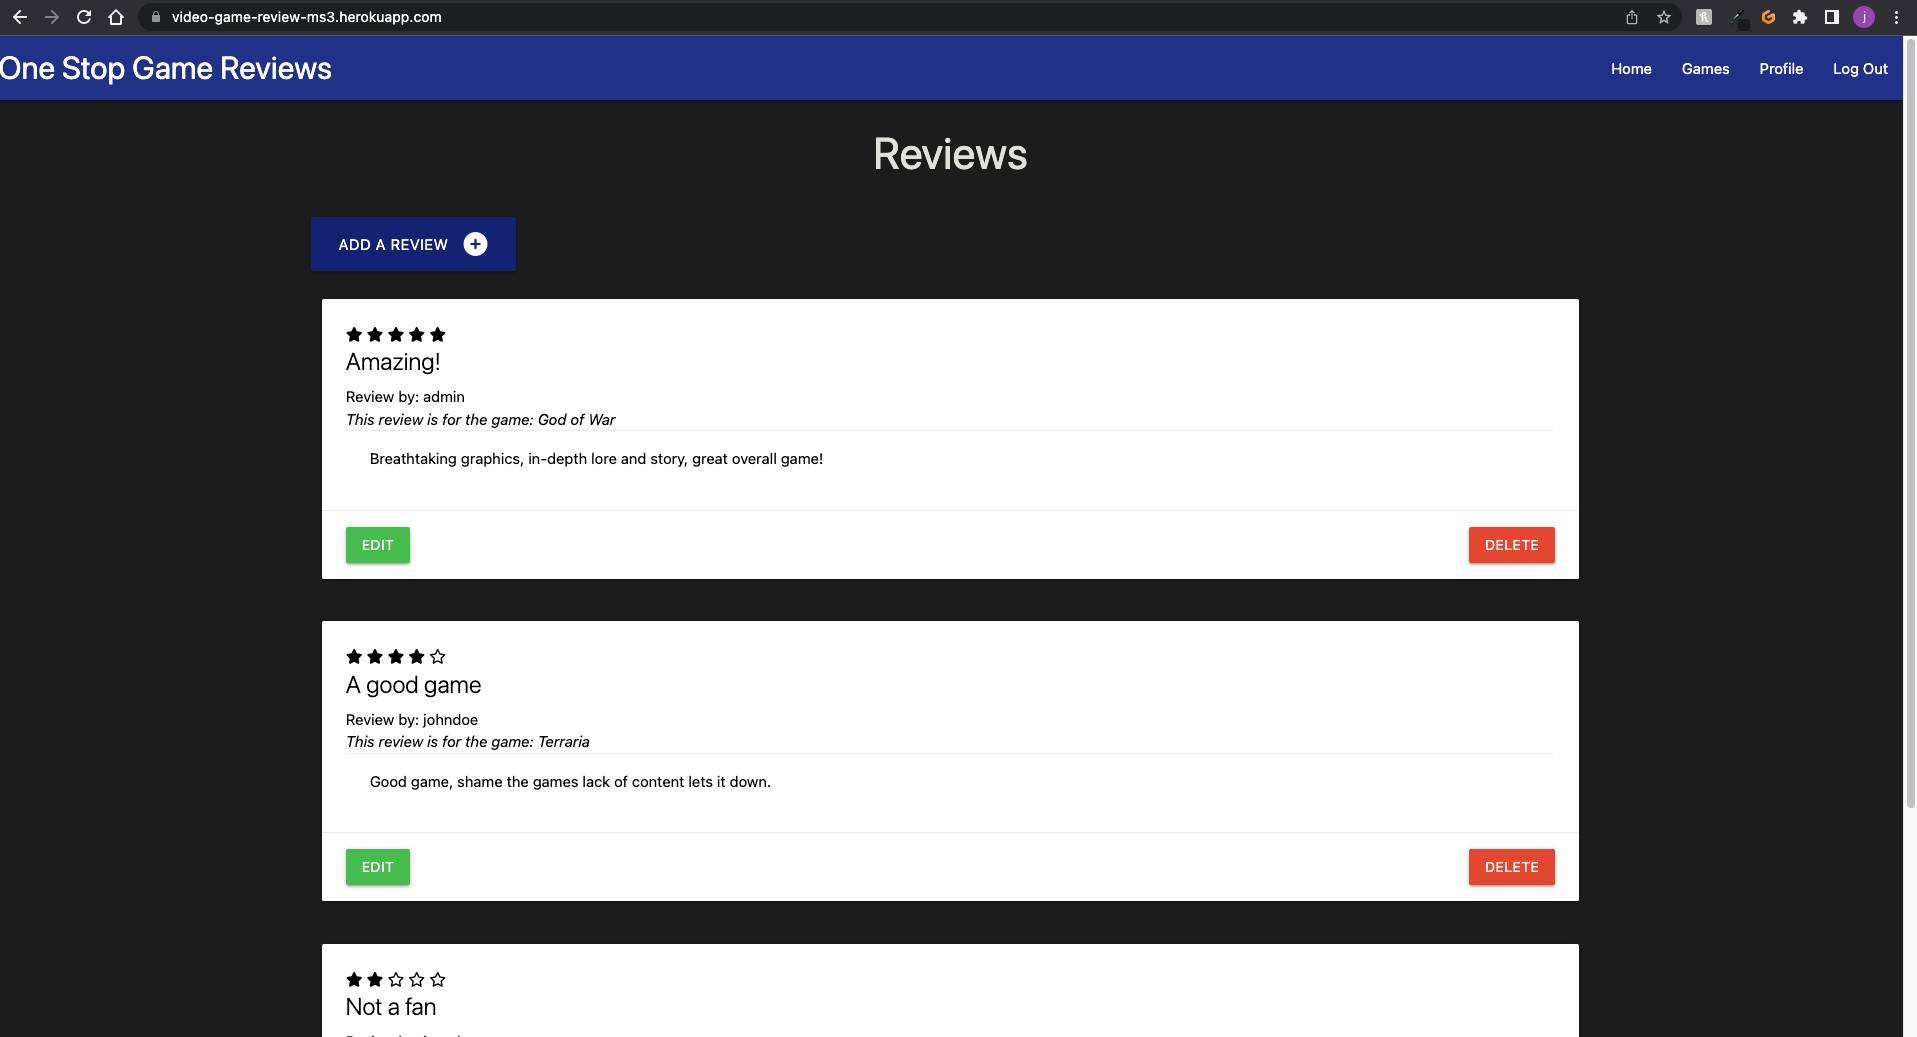 video-game-review-ms3.herokuapp.com
j
One Stop Game Reviews
Home Games Profile Log Out
Reviews
ADD A REVIEW
Amazing!
Review by: admin
This review is for the game: God of War
Breathtaking graphics, in-depth lore and story, great overall game!
EDIT DELETE
A good game
Review by: johndoe
This review is for the game: Terraria
Good game, shame the games lack of content lets it down.
EDIT DELETE
Not a fan